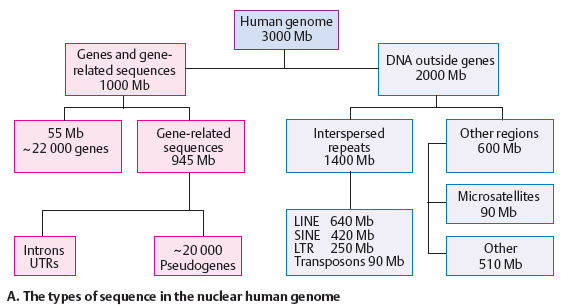 Human genome
3000 Mb
Genes and gene-
related sequences
1000 Mb
DNA outside genes
2000 Mb
55 Mb
~22 000 genes
Gene-related
sequences
945 Mb
Interspersed
repeats
1400 Mb
Other regions
600 Mb
Introns
UTRs
~20 000
Pseudogenes
LINE 640 Mb
SINE 420 Mb
LTR 250 Mb
Transposons 90 Mb
Microsatellites
90 Mb
Other
510 Mb
A. The types of sequence in the nuclear human genome